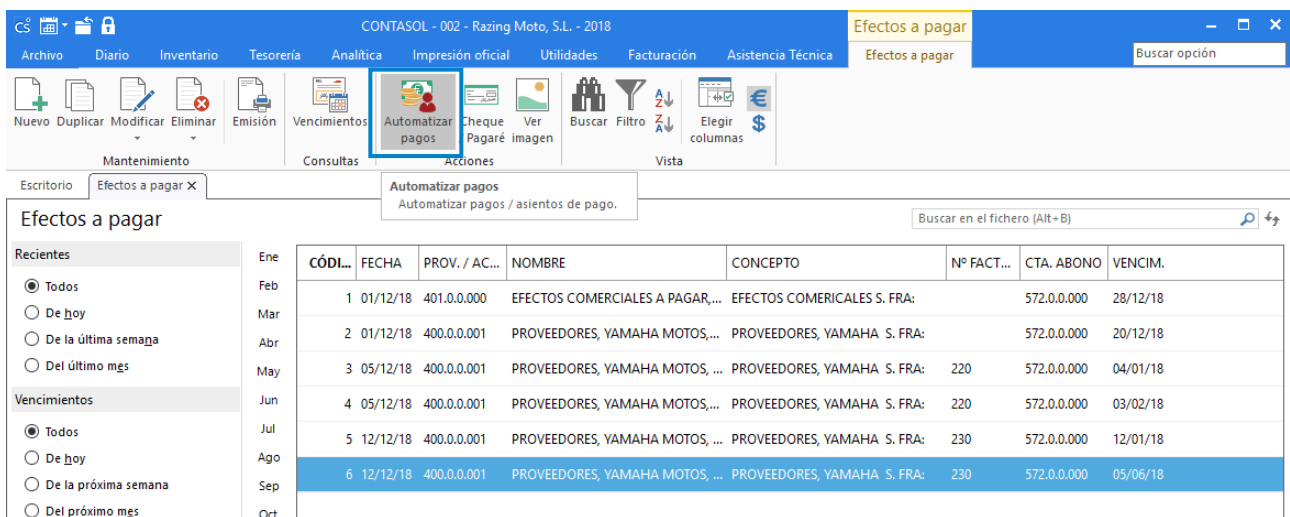 CONTASOL - 002 - Razing Moto, S.L. - 2018
Efectos a pagar
Archivo Diario Inventario Tesorería Analítica Impresión oficial Utilidades Facturación Asistencia Técnica Efectos a pagar Buscar opción
Nuevo Duplicar Modificar Eliminar Emisión Vencimientos Automatizar pagos Cheque Pagaré Ver imagen Buscar Filtro Elegir columnas
Mantenimiento Consultas Acciones Vista
Escritorio Efectos a pagar
Automatizar pagos
Automatizar pagos / asientos de pago.
Efectos a pagar
Buscar en el fichero (Alt+B)
Recientes
Todos
De hoy
De la última semana
Del último mes
Vencimientos
Todos
De hoy
De la próxima semana
Del próximo mes
Ene
Feb
Mar
Abr
May
Jun
Jul
Ago
Sep
Oct
CÓDI... FECHA PROV. / AC... NOMBRE CONCEPTO Nº FACT... CTA. ABONO VENCIM.
1 01/12/18 401.0.0.000 EFECTOS COMERCIALES A PAGAR,... EFECTOS COMERICALES S. FRA: 572.0.0.000 28/12/18
2 01/12/18 400.0.0.001 PROVEEDORES, YAMAHA MOTOS,... PROVEEDORES, YAMAHA S. FRA: 572.0.0.000 20/12/18
3 05/12/18 400.0.0.001 PROVEEDORES, YAMAHA MOTOS, ... PROVEEDORES, YAMAHA S. FRA: 220 572.0.0.000 04/01/18
4 05/12/18 400.0.0.001 PROVEEDORES, YAMAHA MOTOS,... PROVEEDORES, YAMAHA S. FRA: 220 572.0.0.000 03/02/18
5 12/12/18 400.0.0.001 PROVEEDORES, YAMAHA MOTOS, ... PROVEEDORES, YAMAHA S. FRA: 230 572.0.0.000 12/01/18
6 12/12/18 400.0.0.001 PROVEEDORES, YAMAHA MOTOS, ... PROVEEDORES, YAMAHA S. FRA: 230 572.0.0.000 05/06/18